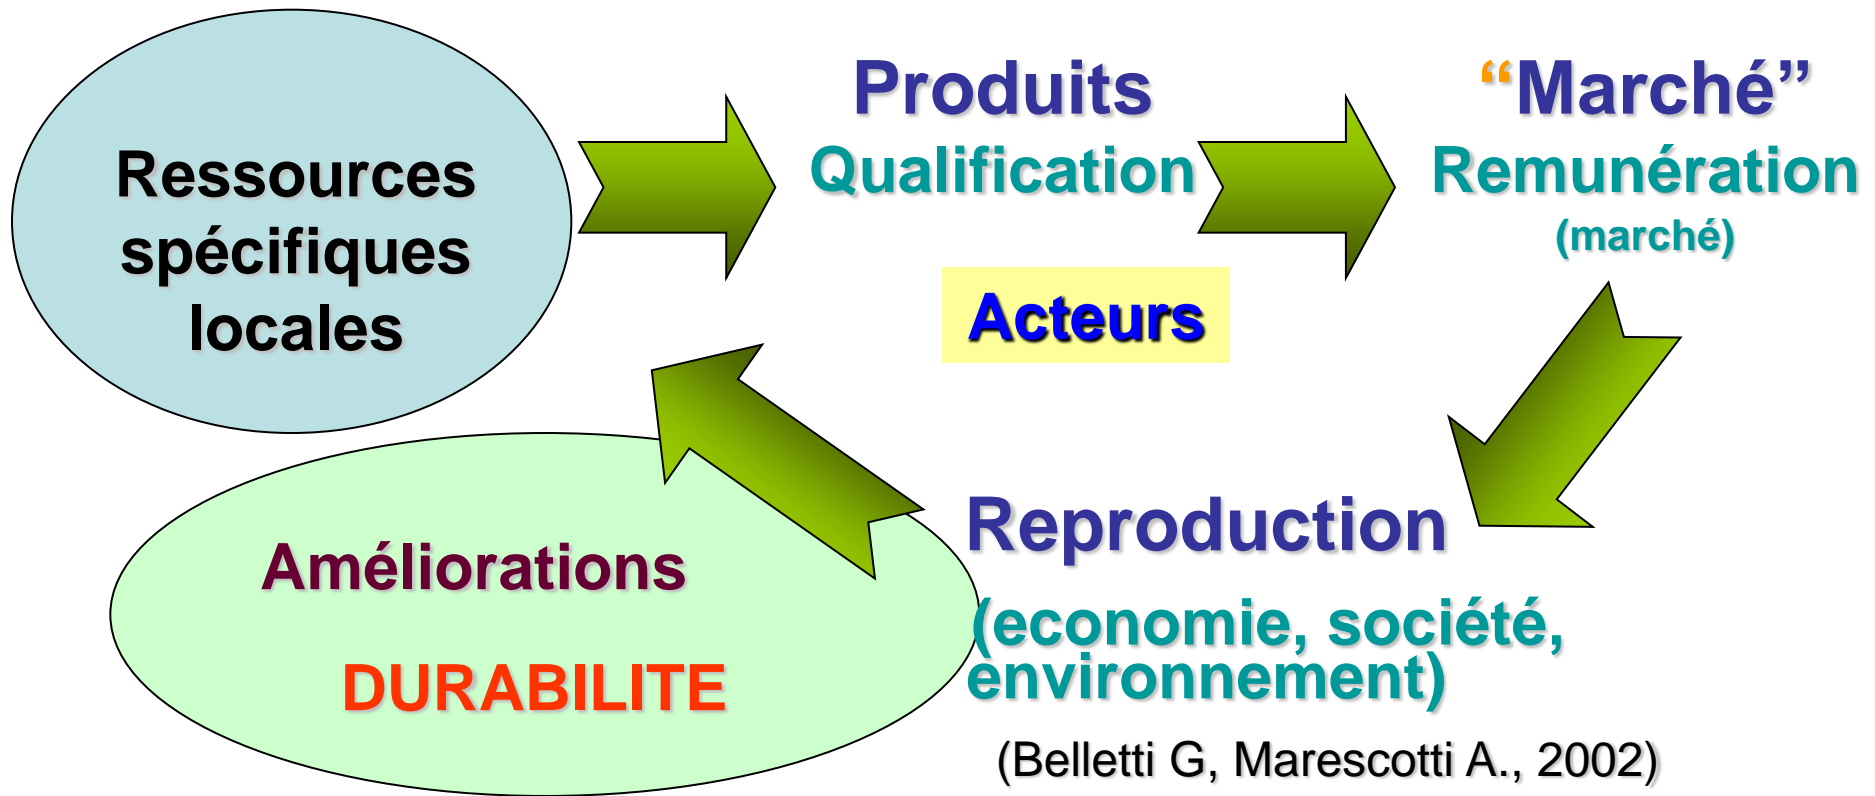 Ressources
spécifiques
locales
Produits
Qualification
“Marché”
Remunération
(marché)
Acteurs
Reproduction
(economie, société,
environnement)
Améliorations
DURABILITE
(Belletti G, Marescotti A., 2002)